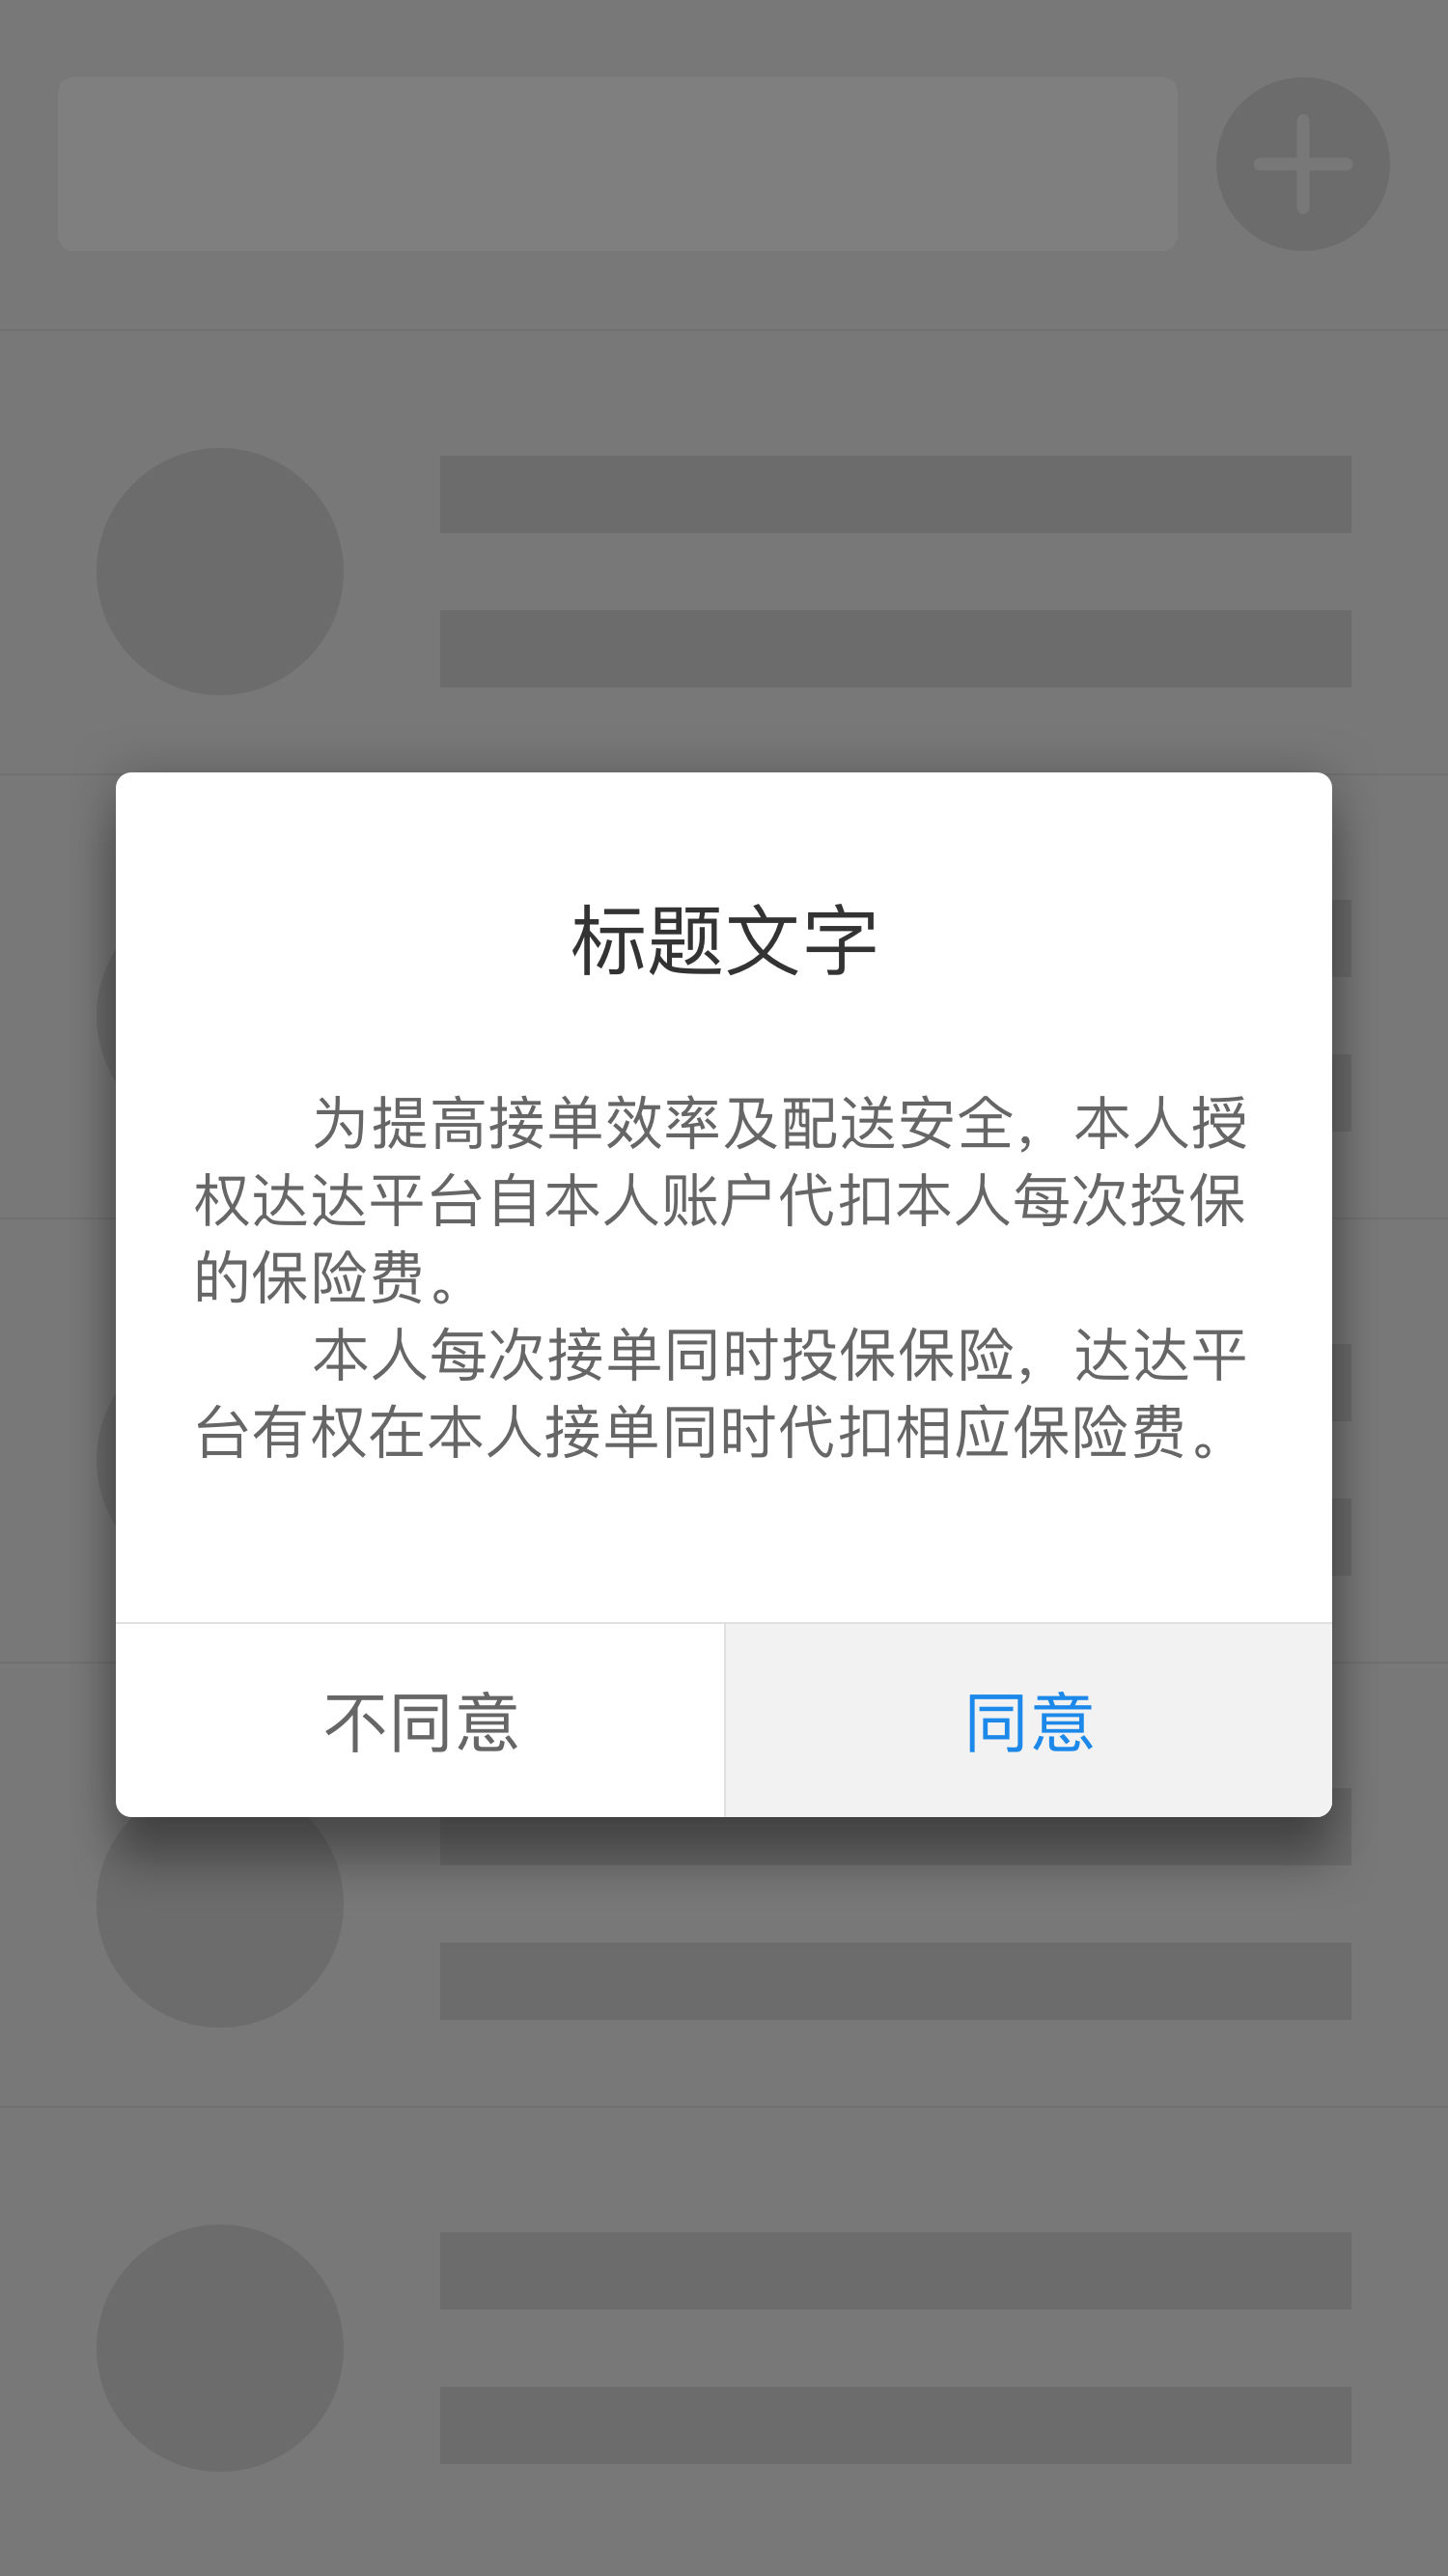 标题文字
为提高接单效率及配送安全，本人授
权达达平台自本人账户代扣本人每次投保
的保险费。
本人每次接单同时投保保险，达达平
台有权在本人接单同时代扣相应保险费。
不同意
同意